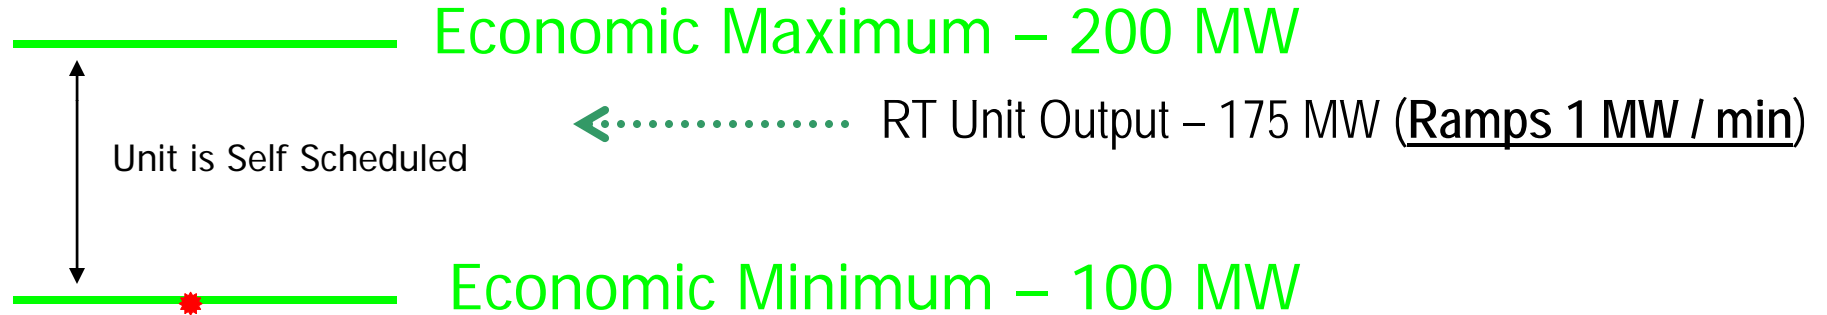 Economic Maximum – 200 MW
RT Unit Output – 175 MW (Ramps 1 MW / min)
Unit is Self Scheduled
Economic Minimum – 100 MW